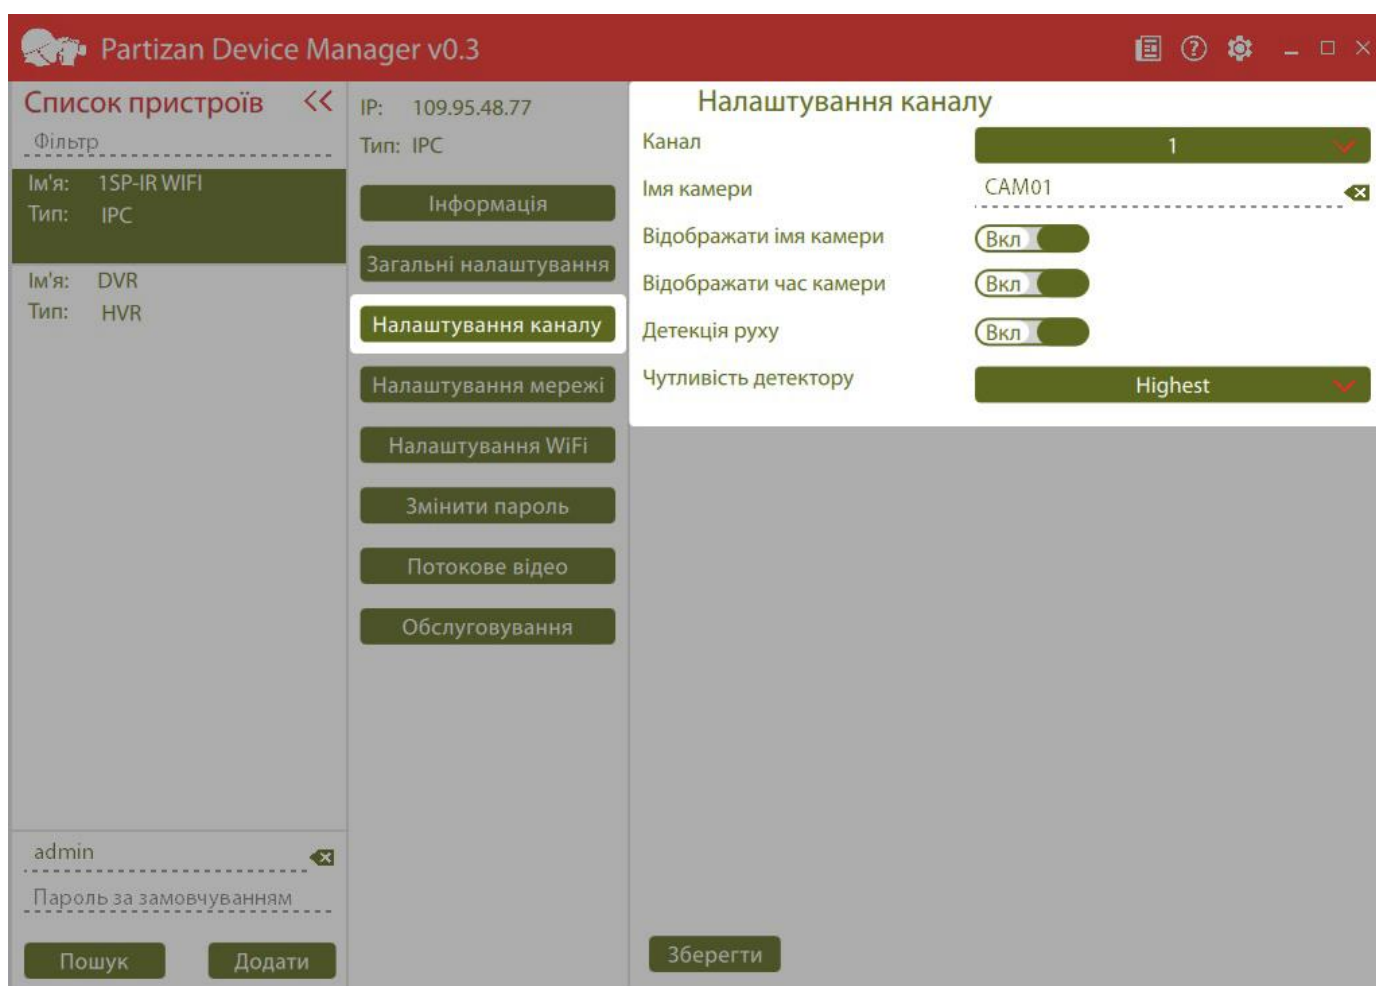 Partizan Device Manager v0.3
Список пристроїв <<
Фільтр
Ім'я: 1SP-IR WIFI
Тип: IPC
Ім'я: DVR
Тип: HVR
admin
Пароль за замовчуванням
Пошук Додати
IP: 109.95.48.77
Тип: IPC
Інформація
Загальні налаштування
Налаштування каналу
Налаштування мережі
Налаштування WiFi
Змінити пароль
Потокове відео
Обслуговування
Налаштування каналу
Канал 1
Імя камери CAM01
Відображати імя камери Вкл
Відображати час камери Вкл
Детекція руху Вкл
Чутливість детектору Highest
Зберегти